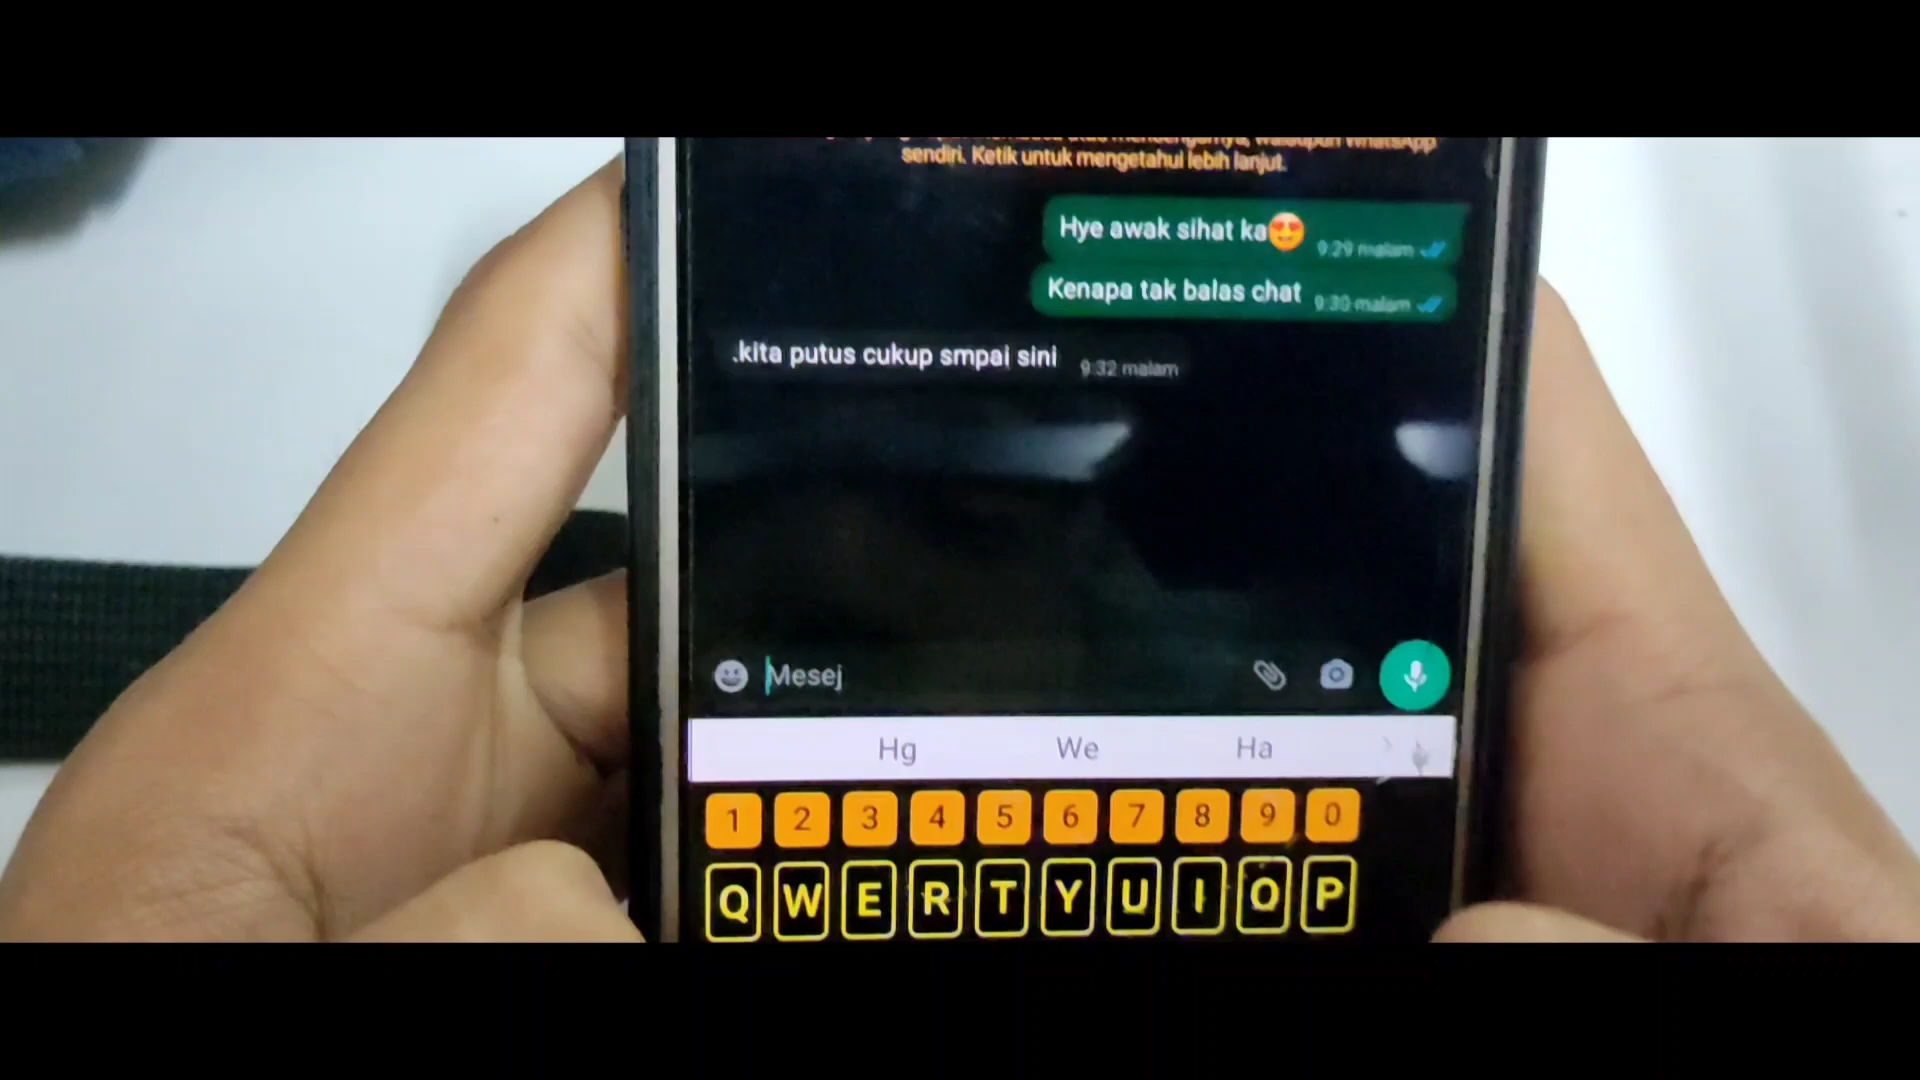 walaupun WhatsApp
sendiri. Ketik untuk mengetahui lebih lanjut.
Hye awak sihat ka😍 9:29 malam
Kenapa tak balas chat 9:30 malam
.kita putus cukup smpai sini 9:32 malam
Mesej
Hg We Ha
1 2 3 4 5 6 7 8 9 0
Q W E R T Y U I O P